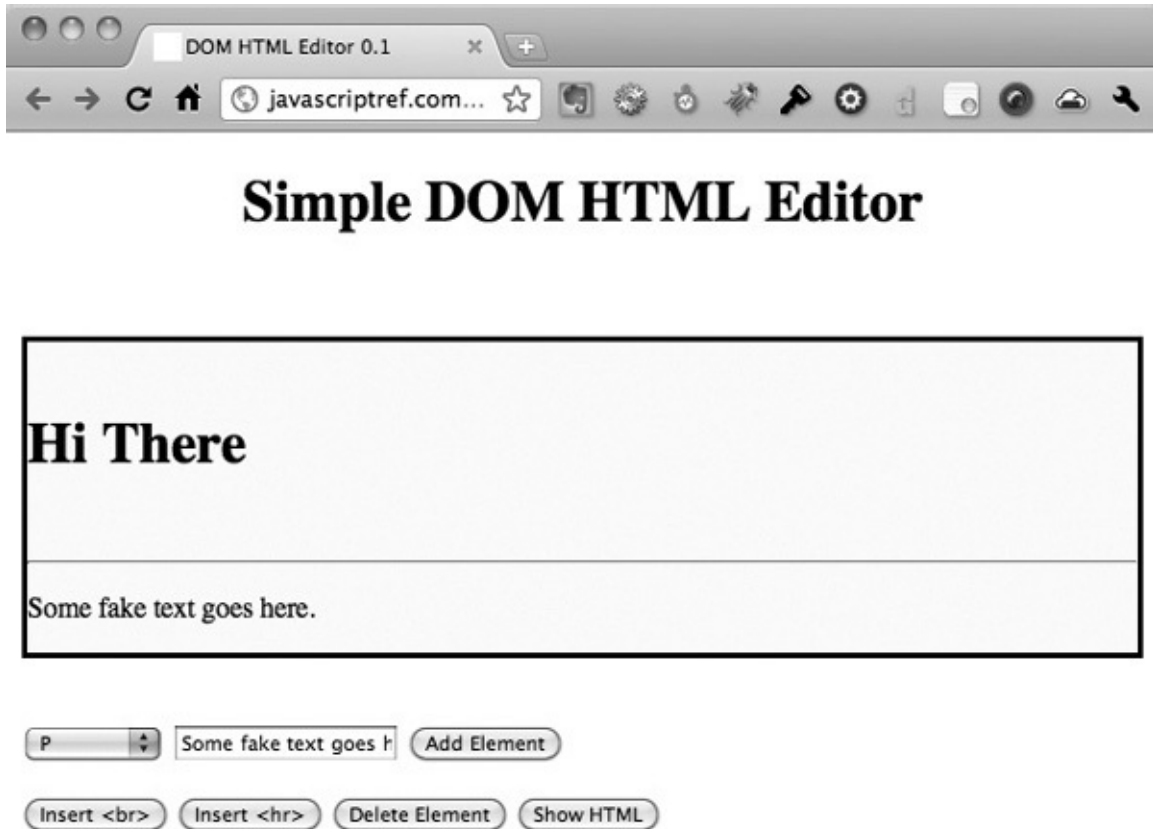 DOM HTML Editor 0.1
javascriptref.com...
Simple DOM HTML Editor
Hi There
Some fake text goes here.
P Some fake text goes h Add Element
Insert <br> Insert <hr> Delete Element Show HTML